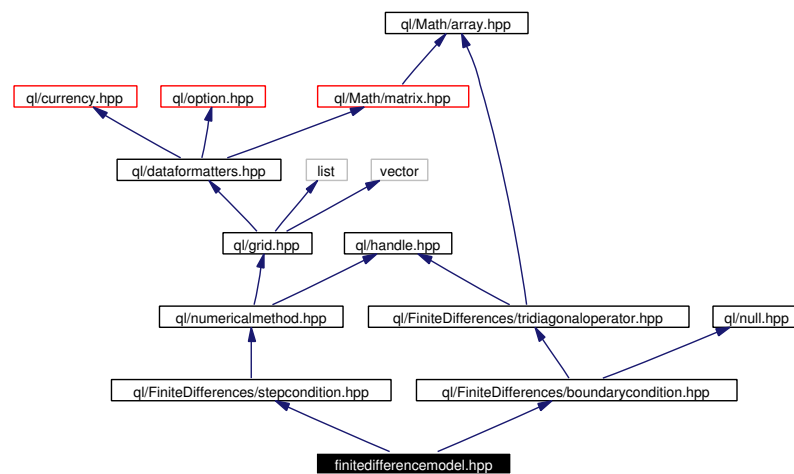 ql/Math/array.hpp
ql/currency.hpp
ql/option.hpp
ql/Math/matrix.hpp
ql/dataformatters.hpp
list
vector
ql/grid.hpp
ql/handle.hpp
ql/numericalmethod.hpp
ql/FiniteDifferences/tridiagonaloperator.hpp
ql/null.hpp
ql/FiniteDifferences/stepcondition.hpp
ql/FiniteDifferences/boundarycondition.hpp
finitedifferencemodel.hpp